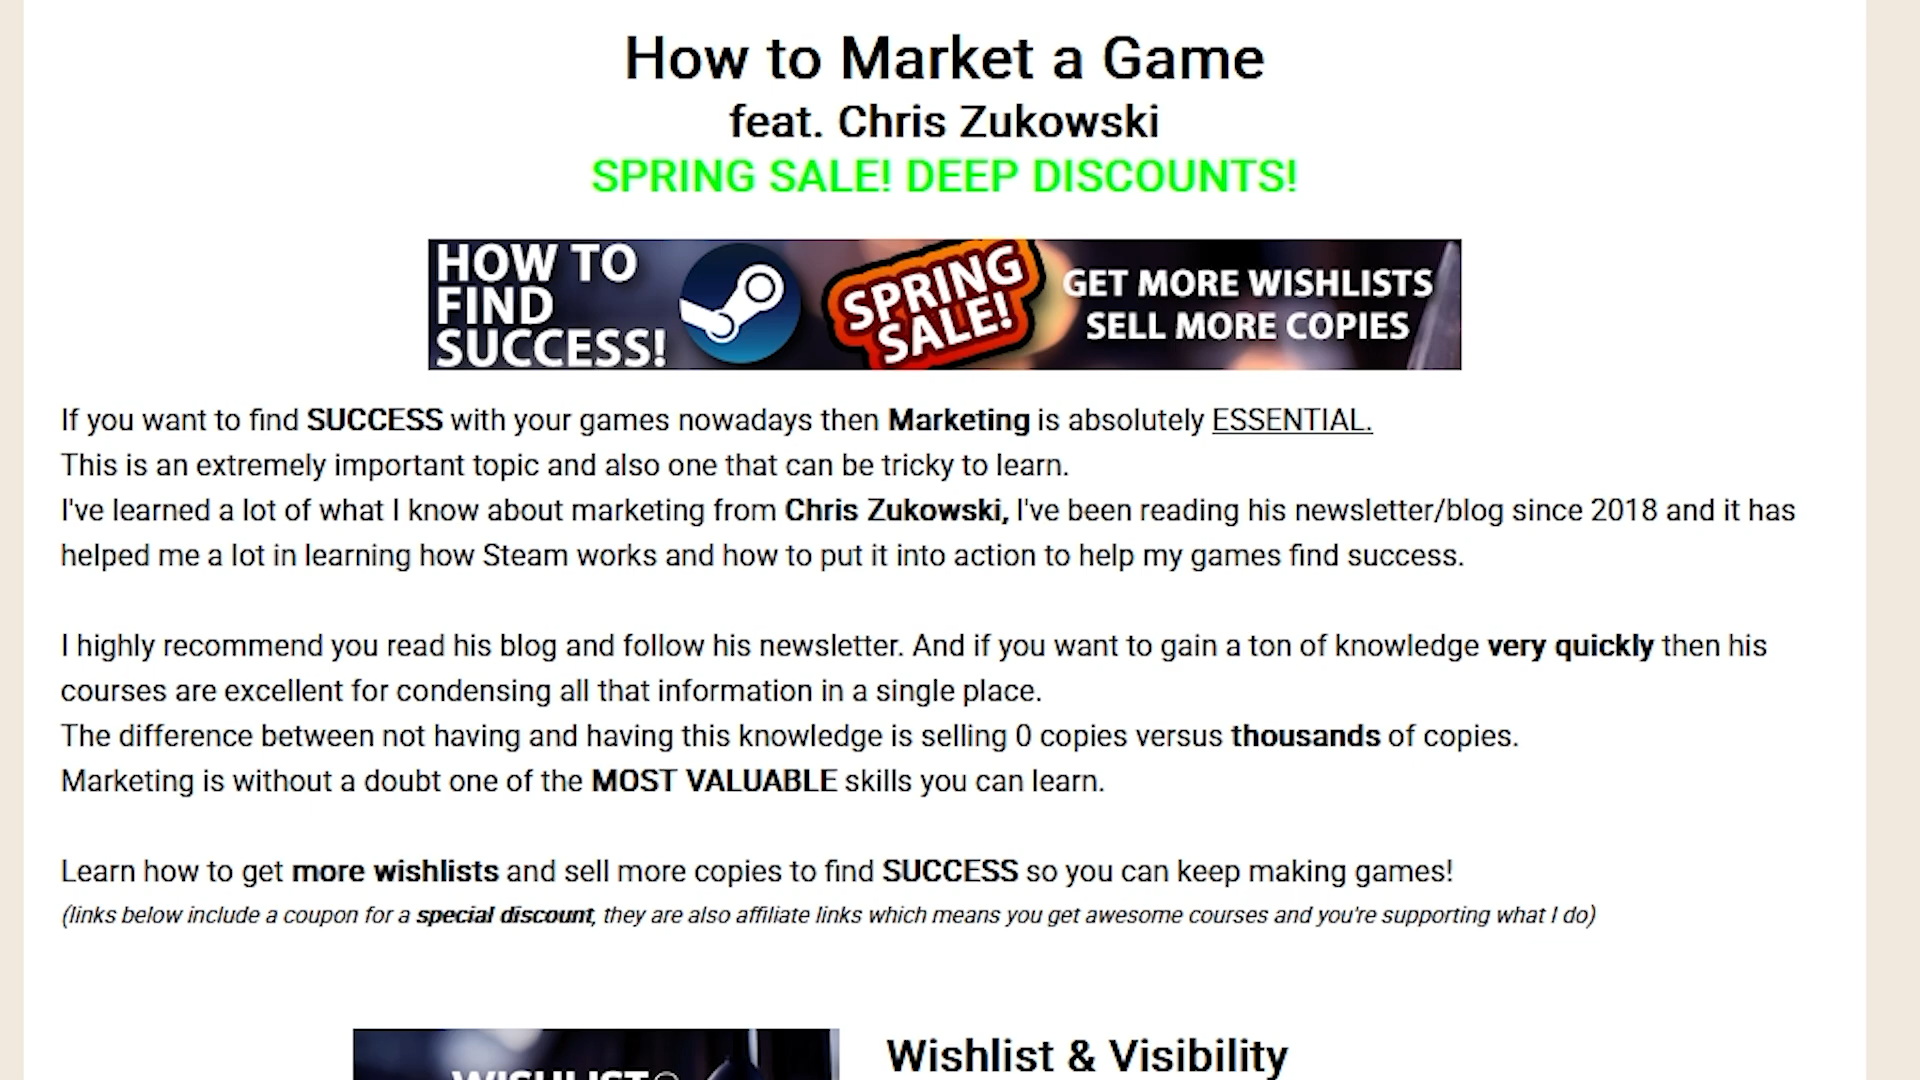 How to Market a Game
feat. Chris Zukowski
SPRING SALE! DEEP DISCOUNTS!
HOW TO
FIND
SUCCESS!
SPRING
SALE!
GET MORE WISHLISTS
SELL MORE COPIES
If you want to find SUCCESS with your games nowadays then Marketing is absolutely ESSENTIAL.
This is an extremely important topic and also one that can be tricky to learn.
I've learned a lot of what I know about marketing from Chris Zukowski, I've been reading his newsletter/blog since 2018 and it has
helped me a lot in learning how Steam works and how to put it into action to help my games find success.
I highly recommend you read his blog and follow his newsletter. And if you want to gain a ton of knowledge very quickly then his
courses are excellent for condensing all that information in a single place.
The difference between not having and having this knowledge is selling 0 copies versus thousands of copies.
Marketing is without a doubt one of the MOST VALUABLE skills you can learn.
Learn how to get more wishlists and sell more copies to find SUCCESS so you can keep making games!
(links below include a coupon for a special discount, they are also affiliate links which means you get awesome courses and you're supporting what I do)
WISHLIST
Wishlist & Visibility